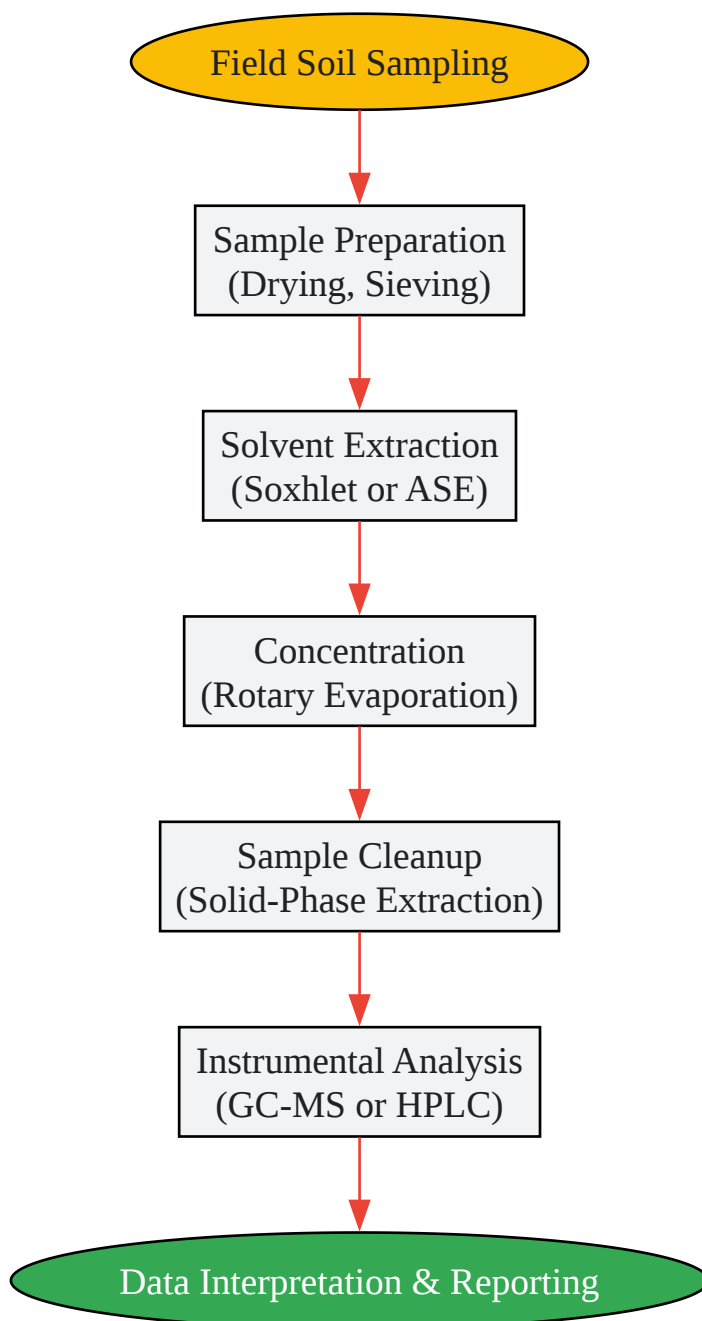 Field Soil Sampling
Sample Preparation
(Drying, Sieving)
Solvent Extraction
(Soxhlet or ASE)
Concentration
(Rotary Evaporation)
Sample Cleanup
(Solid-Phase Extraction)
Instrumental Analysis
(GC-MS or HPLC)
Data Interpretation & Reporting